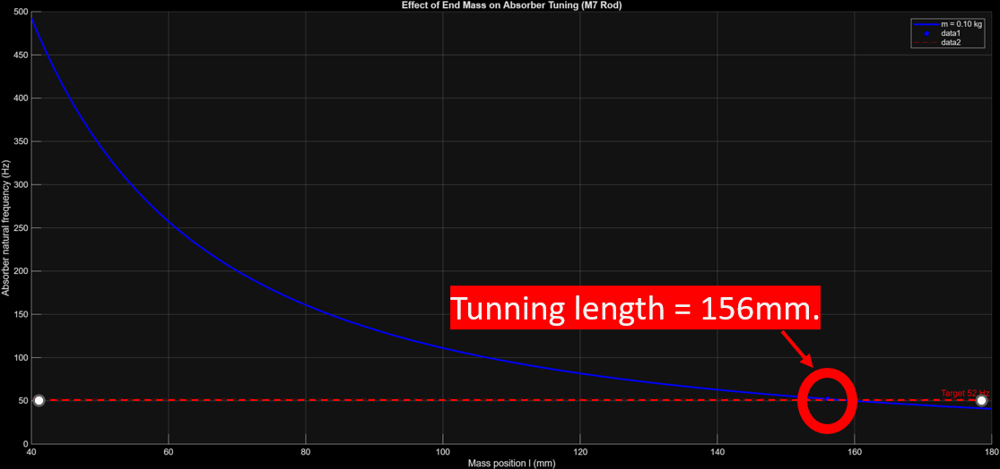 Effect of End Mass on Absorber Tuning (M7 Rod)
500
450
400
350
300
250
200
150
100
50
0
Absorber natural frequency (Hz)
m = 0.10 kg
data1
data2
Tunning length = 156mm.
Target 52 Hz
40
60
80
100
120
140
160
180
Mass position l (mm)